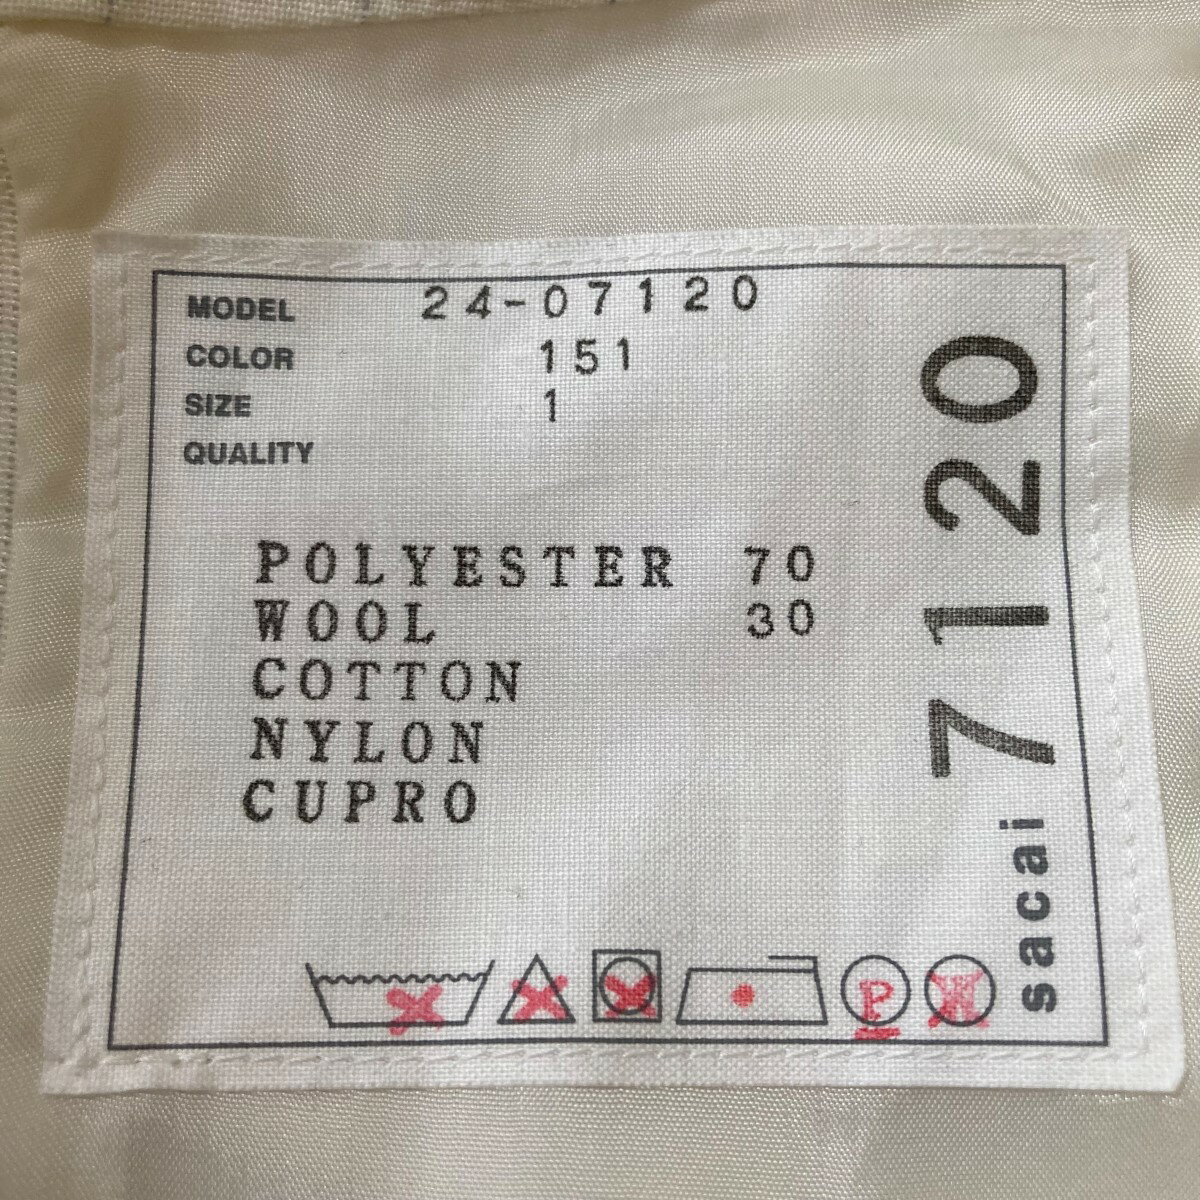 MODEL 24-07120
COLOR 151
SIZE 1
QUALITY
POLYESTER 70
WOOL 30
COTTON
NYLON
CUPRO
P W
sacai 7120